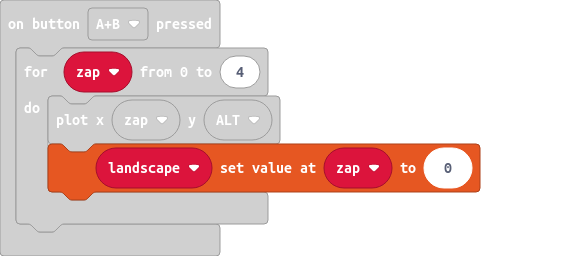 on button A+B pressed
for zap from 0 to 4
do
plot x zap y ALT
landscape set value at zap to 0